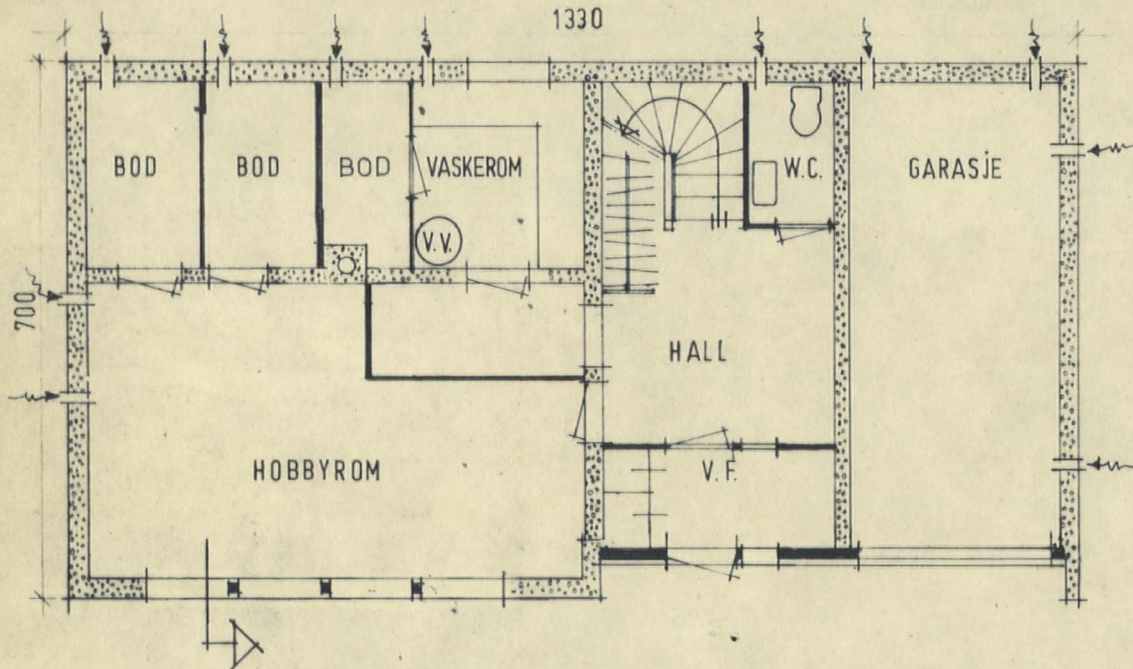 1330
BOD
BOD
BOD
VASKEROM
W.C.
GARASJE
V.V.
700
HALL
HOBBYROM
V.F.